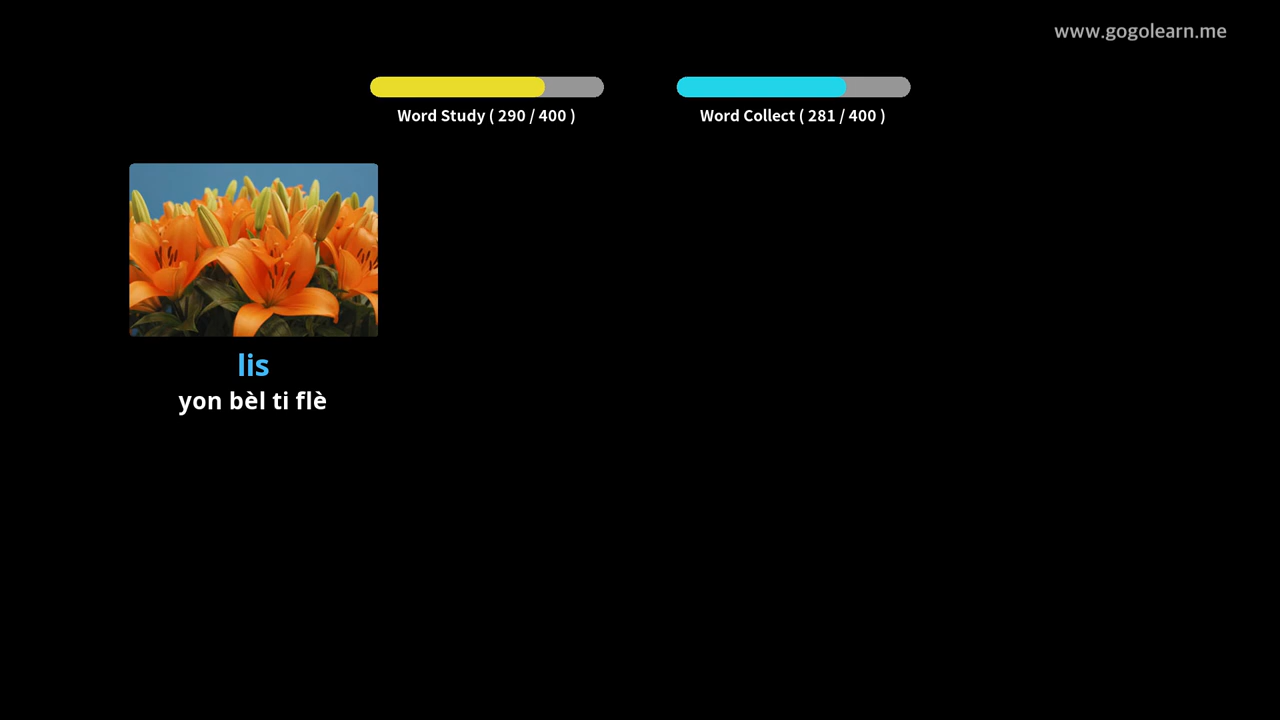 www.gogolearn.me
Word Study ( 290 / 400 )
Word Collect ( 281 / 400 )
lis
yon bèl ti flè